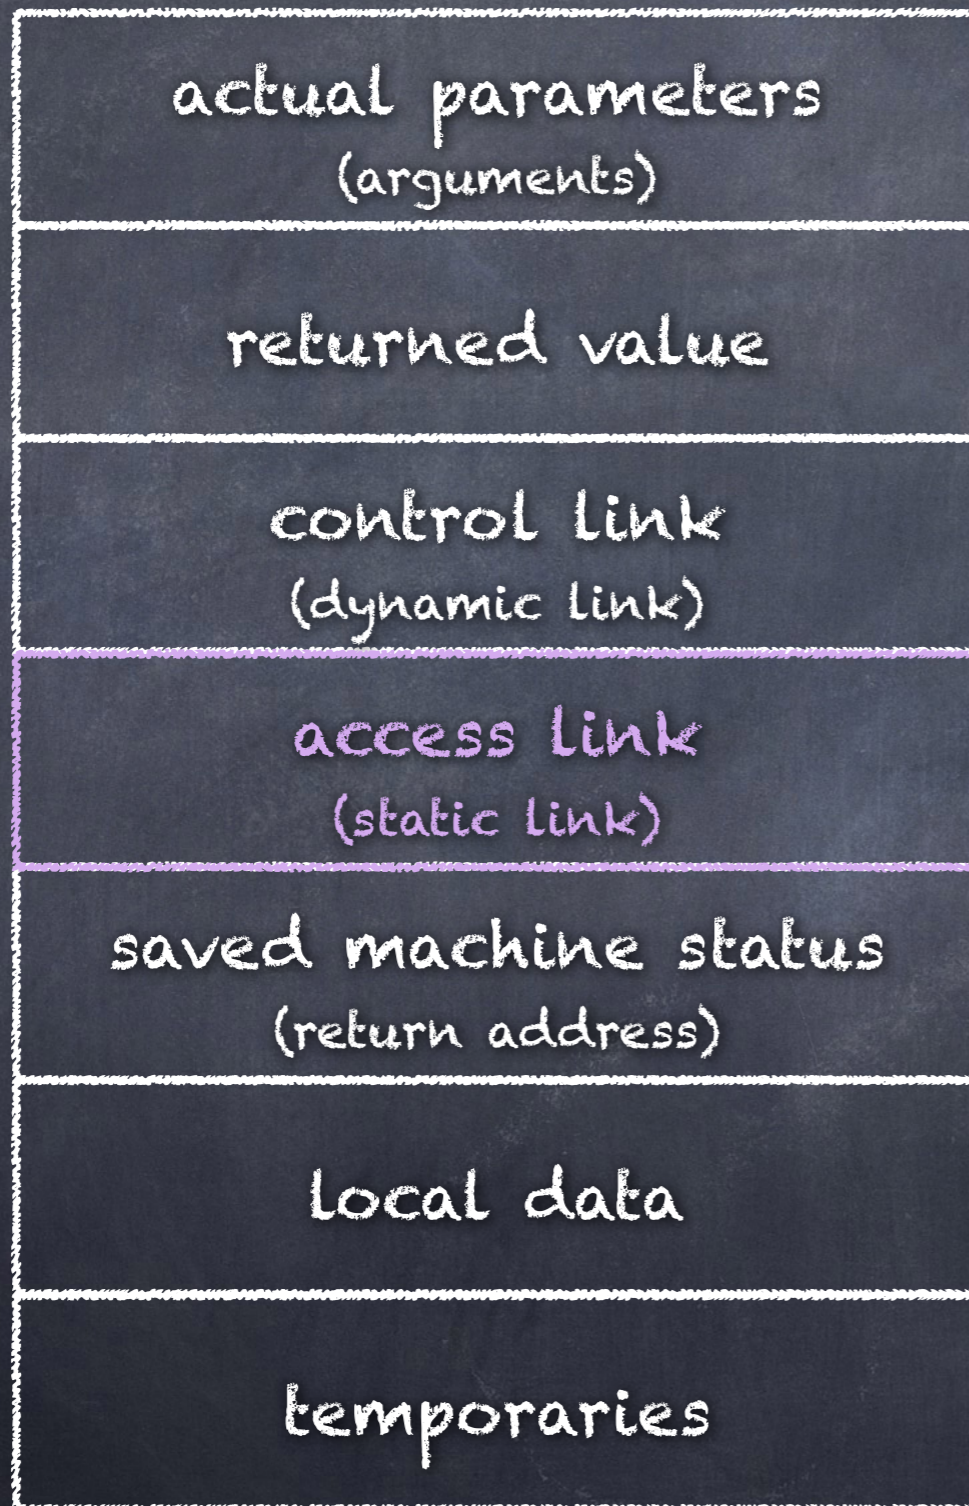 actual parameters
(arguments)
returned value
control link
(dynamic link)
access link
(static link)
saved machine status
(return address)
local data
temporaries